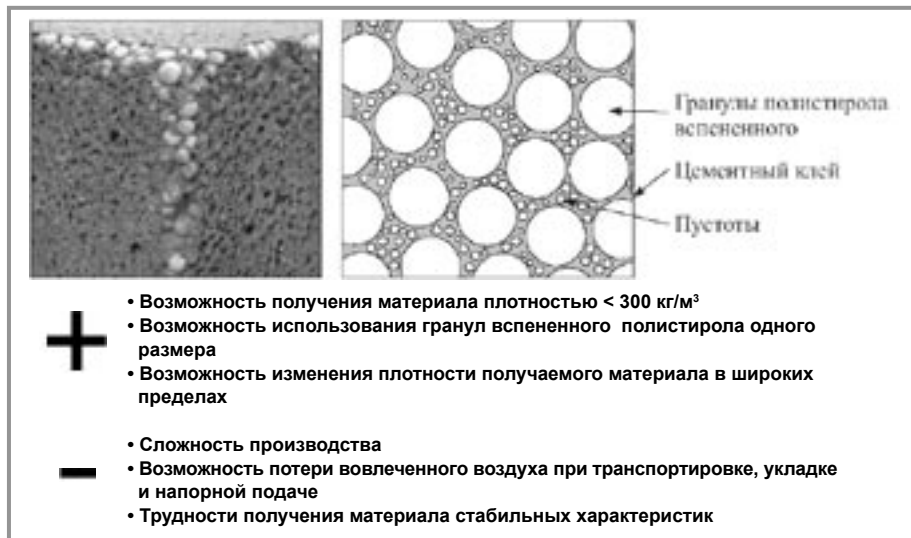 Гранулы полистирола
вспененного
Цементный клей
Пустоты
+
• Возможность получения материала плотностью < 300 кг/м³
• Возможность использования гранул вспененного полистирола одного
размера
• Возможность изменения плотности получаемого материала в широких
пределах
-
• Сложность производства
• Возможность потери вовлеченного воздуха при транспортировке, укладке
и напорной подаче
• Трудности получения материала стабильных характеристик